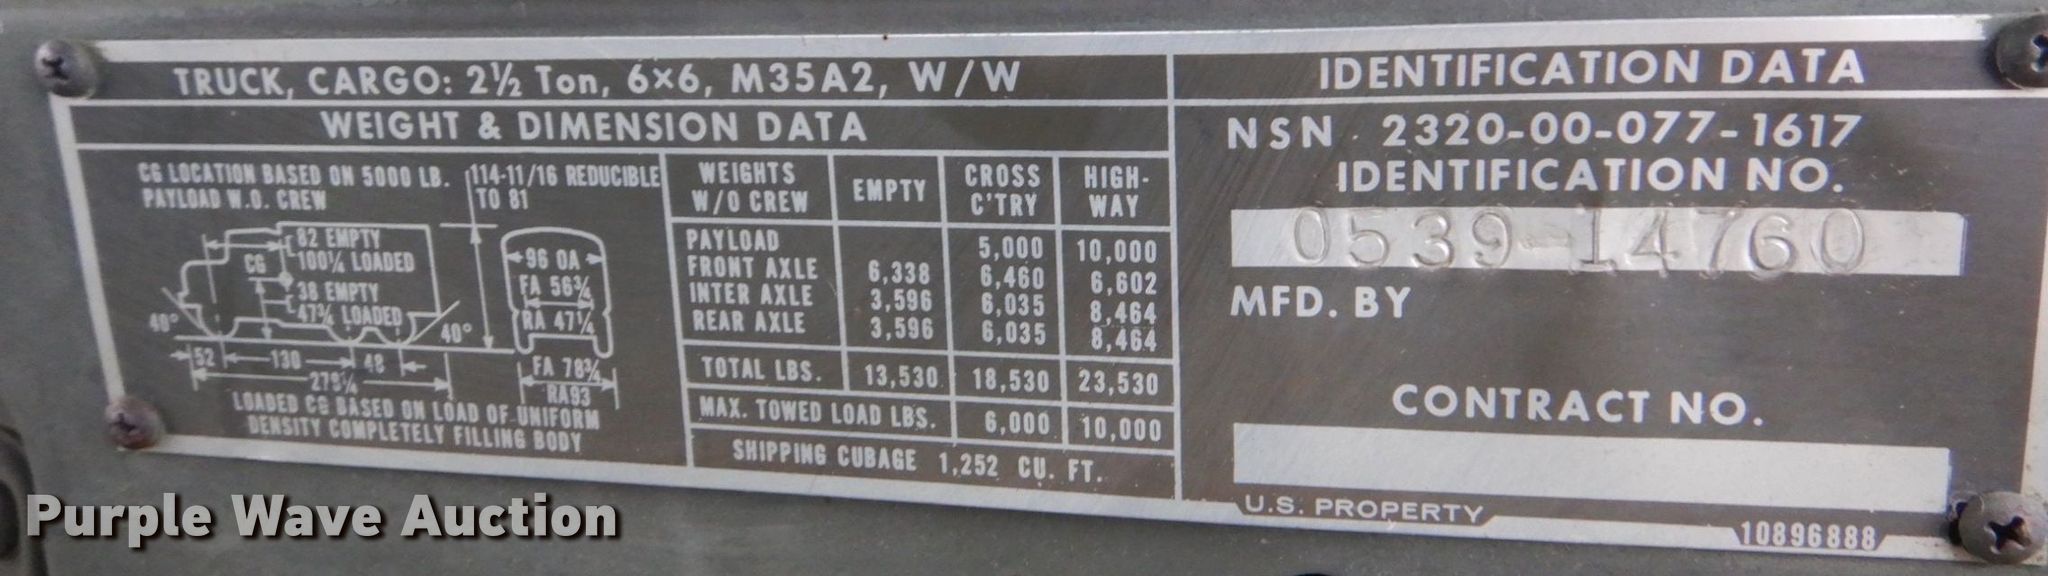 TRUCK, CARGO: 2½ Ton, 6×6, M35A2, W/W
WEIGHT & DIMENSION DATA
CG LOCATION BASED ON 5000 LB.
PAYLOAD W.O. CREW
114-11/16 REDUCIBLE
TO 81
82 EMPTY
100¼ LOADED
CG
38 EMPTY
47¾ LOADED
40°
40°
52
130
48
279¼
96 OA
FA 56¾
RA 47¼
FA 78¾
RA93
LOADED CG BASED ON LOAD OF UNIFORM
DENSITY COMPLETELY FILLING BODY
WEIGHTS W/O CREW EMPTY CROSS C'TRY HIGH-WAY
PAYLOAD 5,000 10,000
FRONT AXLE 6,338 6,460 6,602
INTER AXLE 3,596 6,035 8,464
REAR AXLE 3,596 6,035 8,464
TOTAL LBS. 13,530 18,530 23,530
MAX. TOWED LOAD LBS. 6,000 10,000
SHIPPING CUBAGE 1,252 CU. FT.
IDENTIFICATION DATA
NSN 2320-00-077-1617
IDENTIFICATION NO.
0539-14760
MFD. BY
CONTRACT NO.
U.S. PROPERTY
10896888
Purple Wave Auction